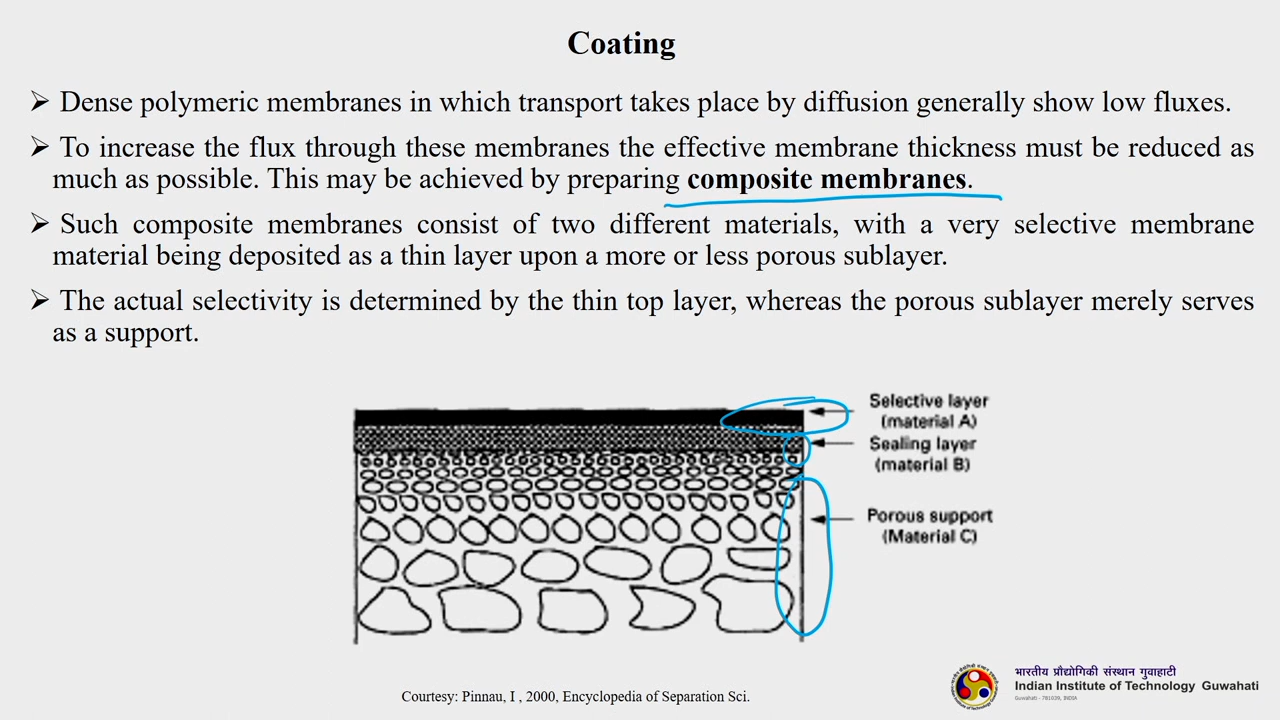 Coating
➢ Dense polymeric membranes in which transport takes place by diffusion generally show low fluxes.
➢ To increase the flux through these membranes the effective membrane thickness must be reduced as
much as possible. This may be achieved by preparing composite membranes.
➢ Such composite membranes consist of two different materials, with a very selective membrane
material being deposited as a thin layer upon a more or less porous sublayer.
➢ The actual selectivity is determined by the thin top layer, whereas the porous sublayer merely serves
as a support.
Selective layer
(material A)
Sealing layer
(material B)
Porous support
(Material C)
Courtesy: Pinnau, I , 2000, Encyclopedia of Separation Sci.
भारतीय प्रौद्योगिकी संस्थान गुवाहाटी
Indian Institute of Technology Guwahati
Guwahati - 781039, INDIA